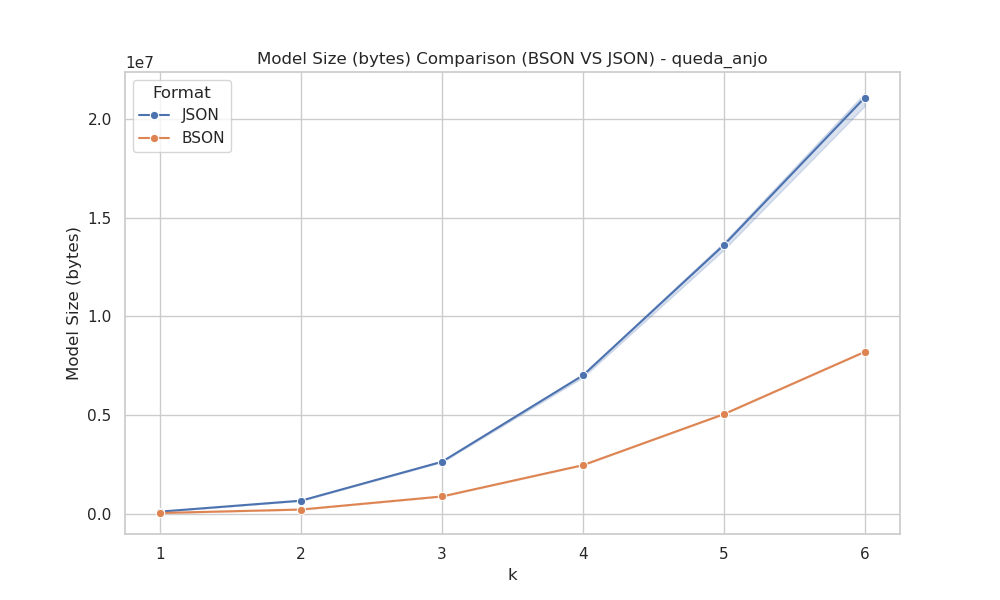 Model Size (bytes) Comparison (BSON VS JSON) - queda_anjo
1e7
Format
JSON
BSON
2.0
1.5
1.0
0.5
0.0
Model Size (bytes)
1 2 3 4 5 6
k